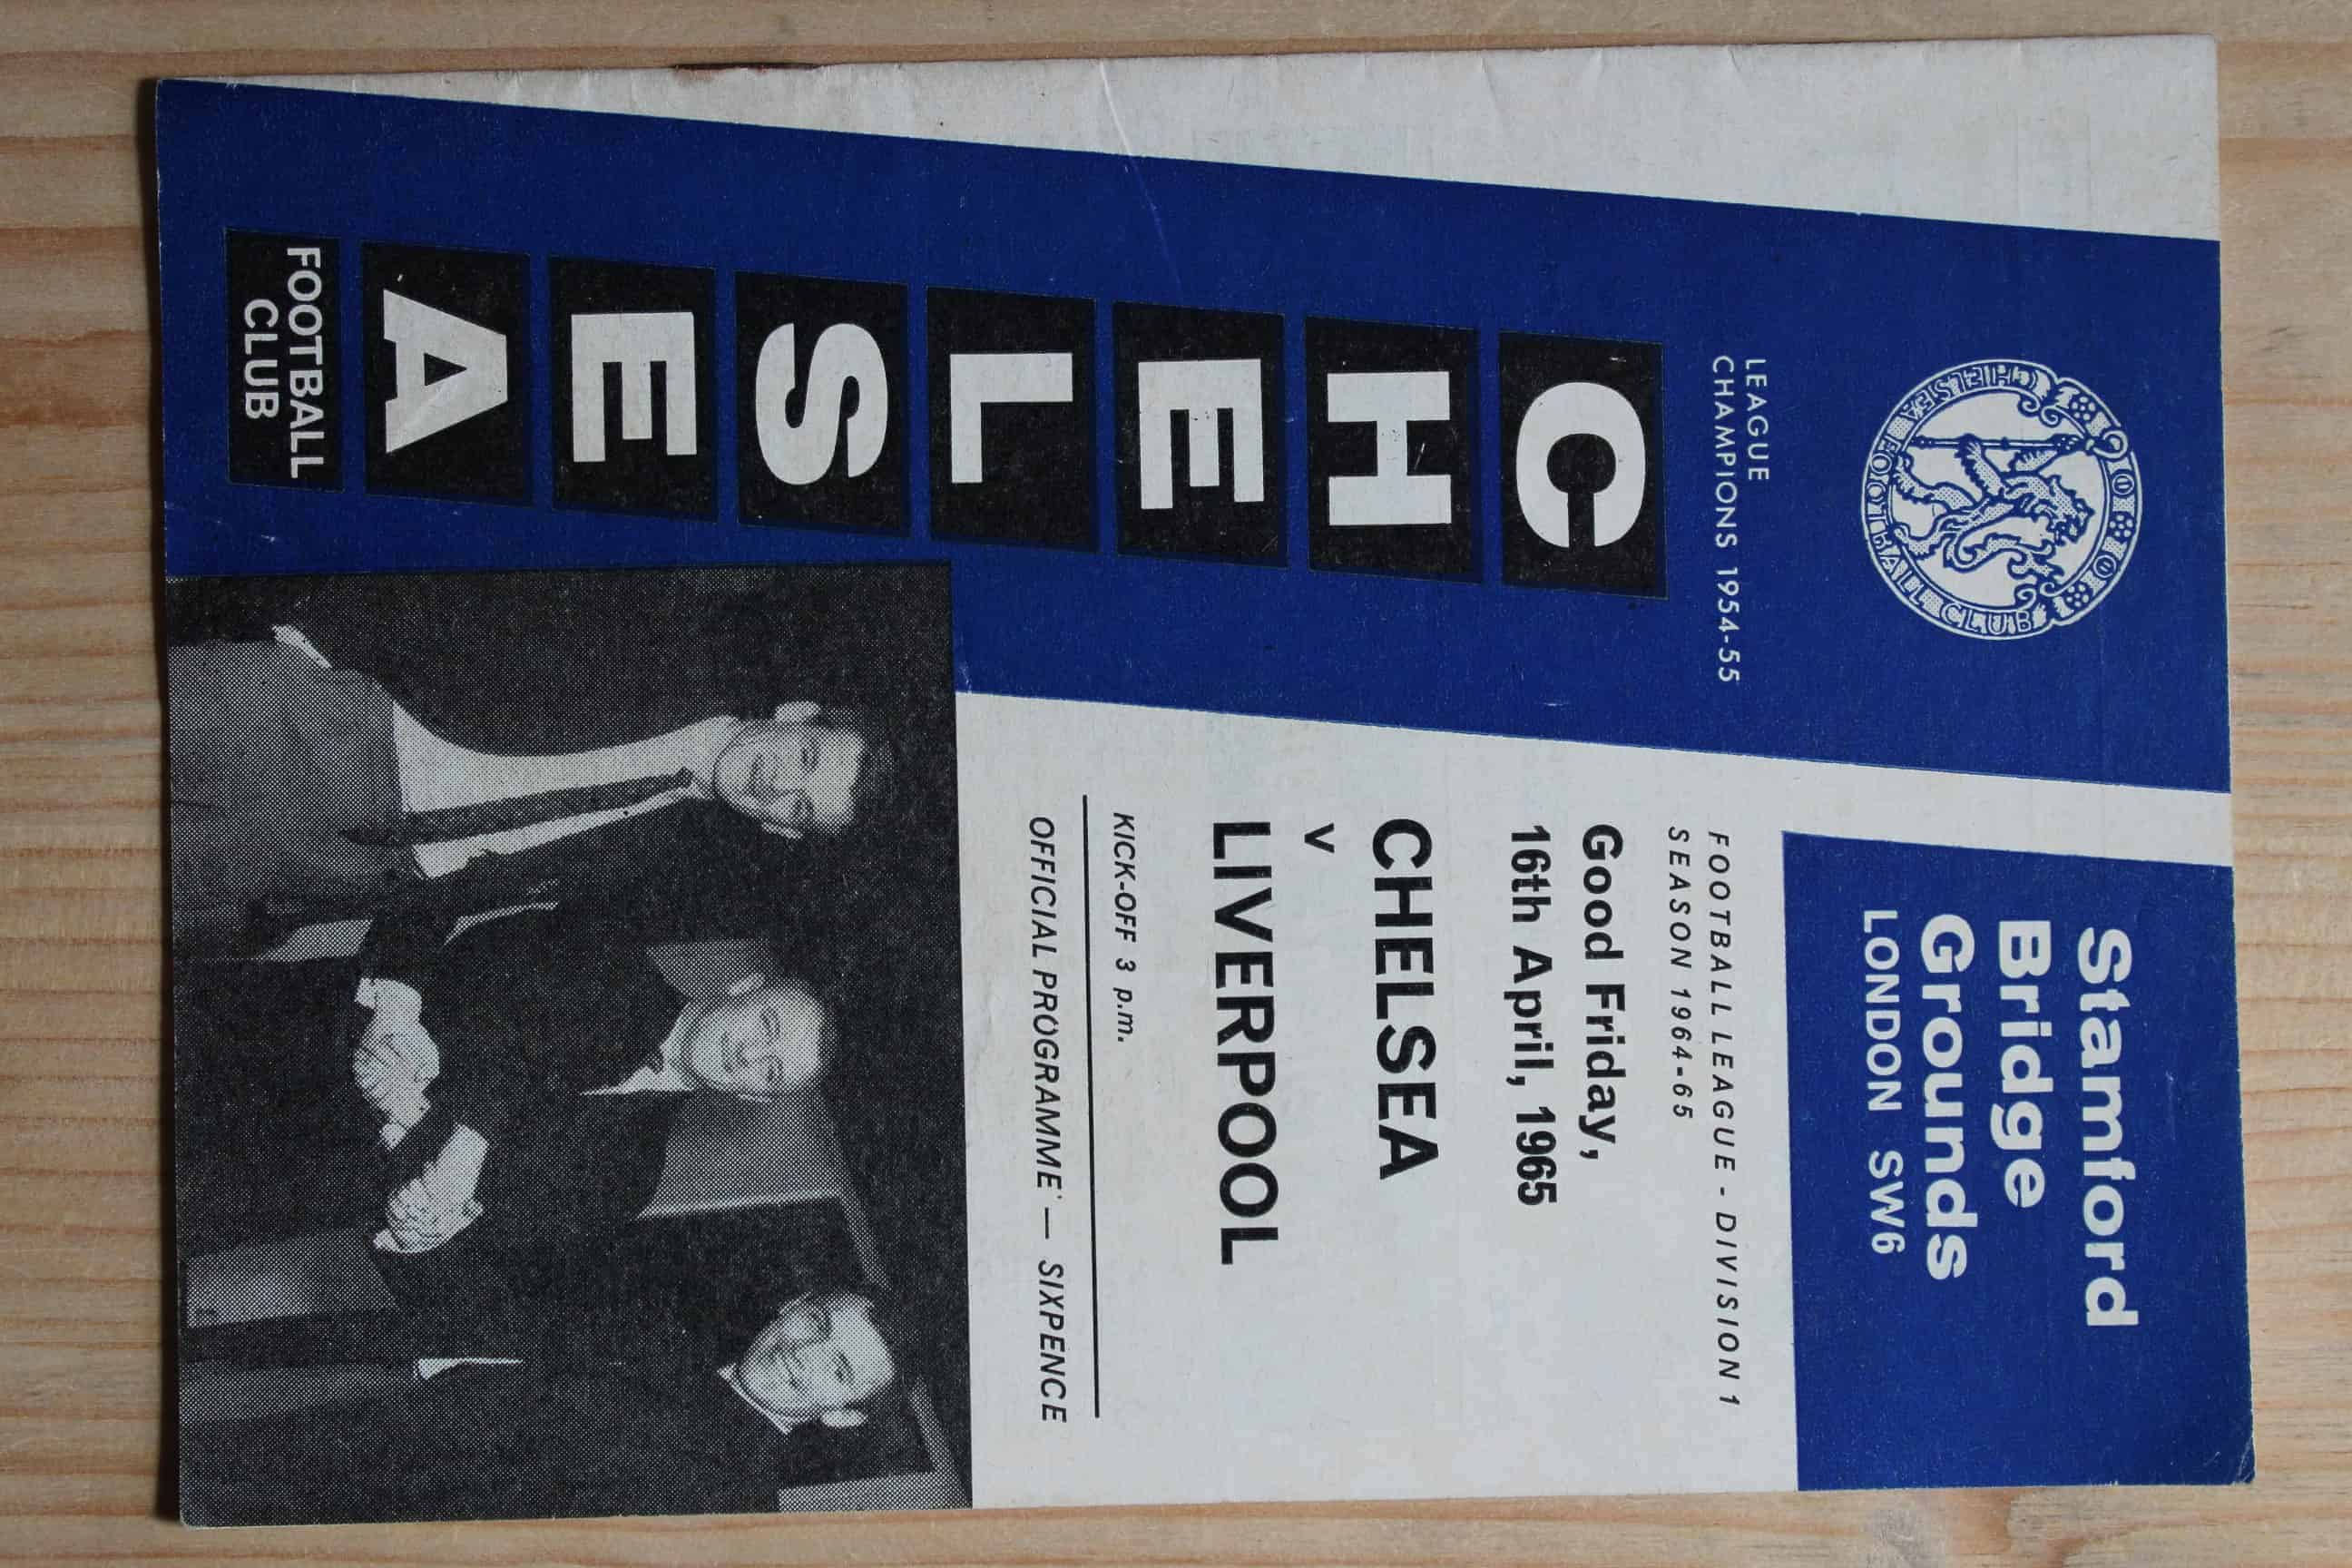 CHELSEA
FOOTBALL CLUB
LEAGUE
CHAMPIONS 1954-55
CHELSEA
FOOTBALL
CLUB
Stamford
Bridge
Grounds
LONDON SW6
FOOTBALL LEAGUE - DIVISION 1
SEASON 1964-65
Good Friday,
16th April, 1965
CHELSEA
v
LIVERPOOL
KICK-OFF 3 p.m.
OFFICIAL PROGRAMME — SIXPENCE